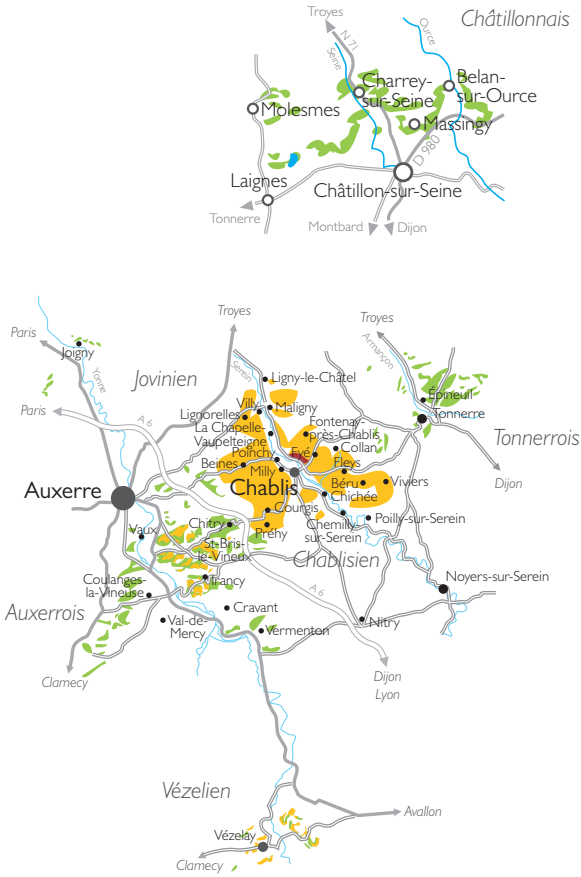 Troyes
Châtillonnais
Ource
N 71
Seine
Charrey-
sur-Seine
Belan-
sur-Ource
Molesmes
Massingy
D 980
Laignes
Châtillon-sur-Seine
Tonnerre
Montbard
Dijon
Troyes
Troyes
Paris
Joigny
Yonne
Jovinien
Serein
Armançon
Ligny-le-Châtel
Épineuil
Tonnerre
Paris
A 6
Villy
Maligny
Lignorelles
La Chapelle-
Vaupelteigne
Fontenay-
près-Chablis
Collan
Tonnerrois
Poinchy
Fyé
Beines
Milly
Fleys
Dijon
Auxerre
Chablis
Béru
Viviers
Chichée
Courgis
Chitry
Préhy
Chemilly-
sur-Serein
Poilly-sur-Serein
Vaux
St-Bris-
le-Vineux
Chablisien
Coulanges-
la-Vineuse
Irancy
A 6
Noyers-sur-Serein
Auxerrois
Cravant
Val-de-
Mercy
Vermenton
Nitry
Clamecy
Dijon
Lyon
Vézelien
Avallon
Vézelay
Clamecy